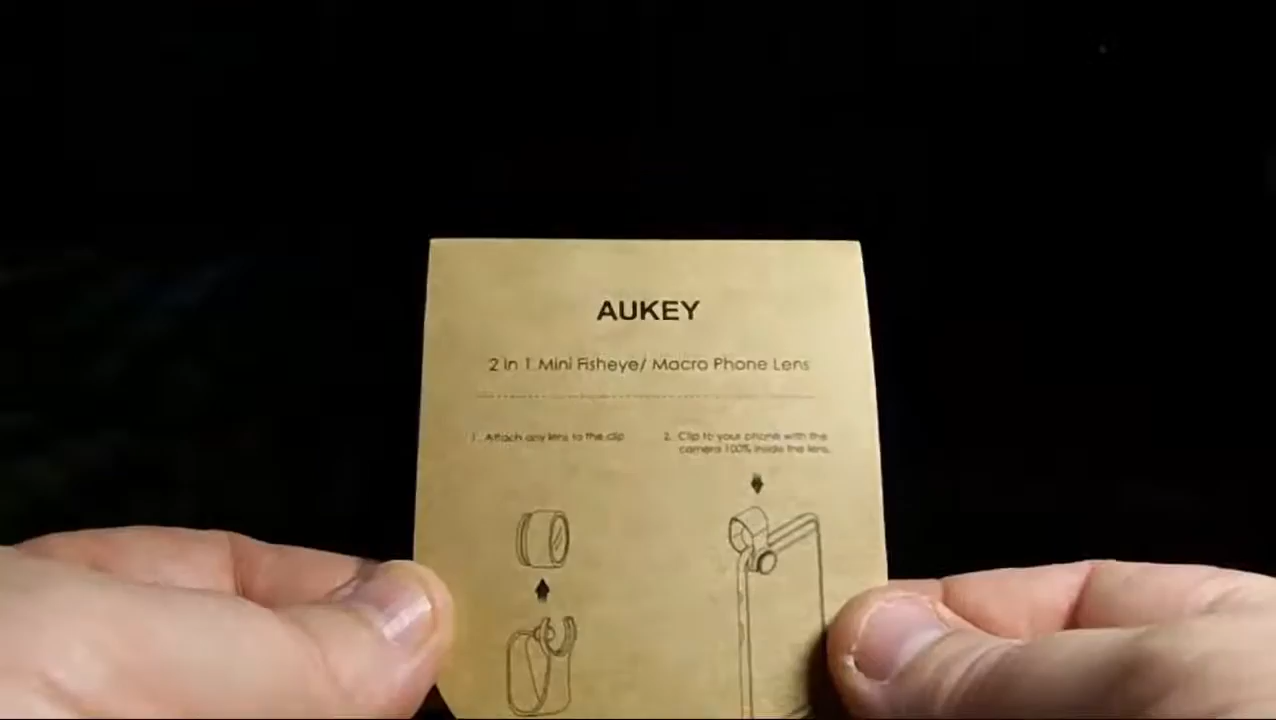 AUKEY
2 in 1 Mini Fisheye/ Macro Phone Lens
1. Attach any lens to the clip
2. Clip to your phone with the
camera 100% inside the lens.